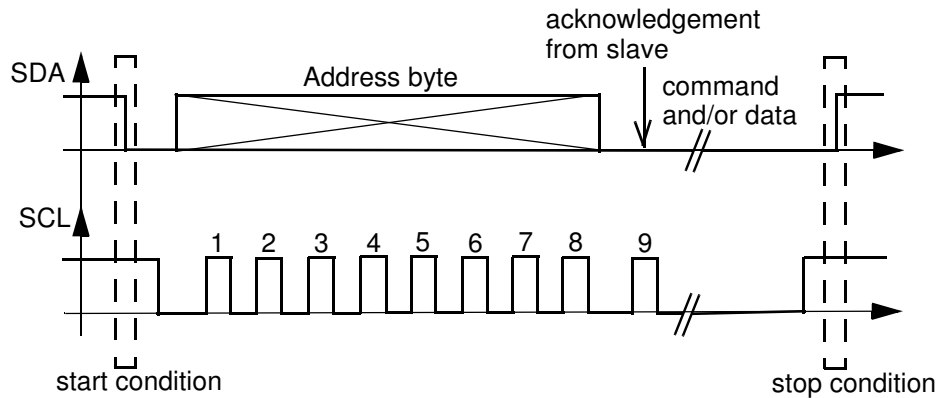 acknowledgement
from slave
SDA
Address byte
command
and/or data
SCL
1 2 3 4 5 6 7 8 9
start condition
stop condition